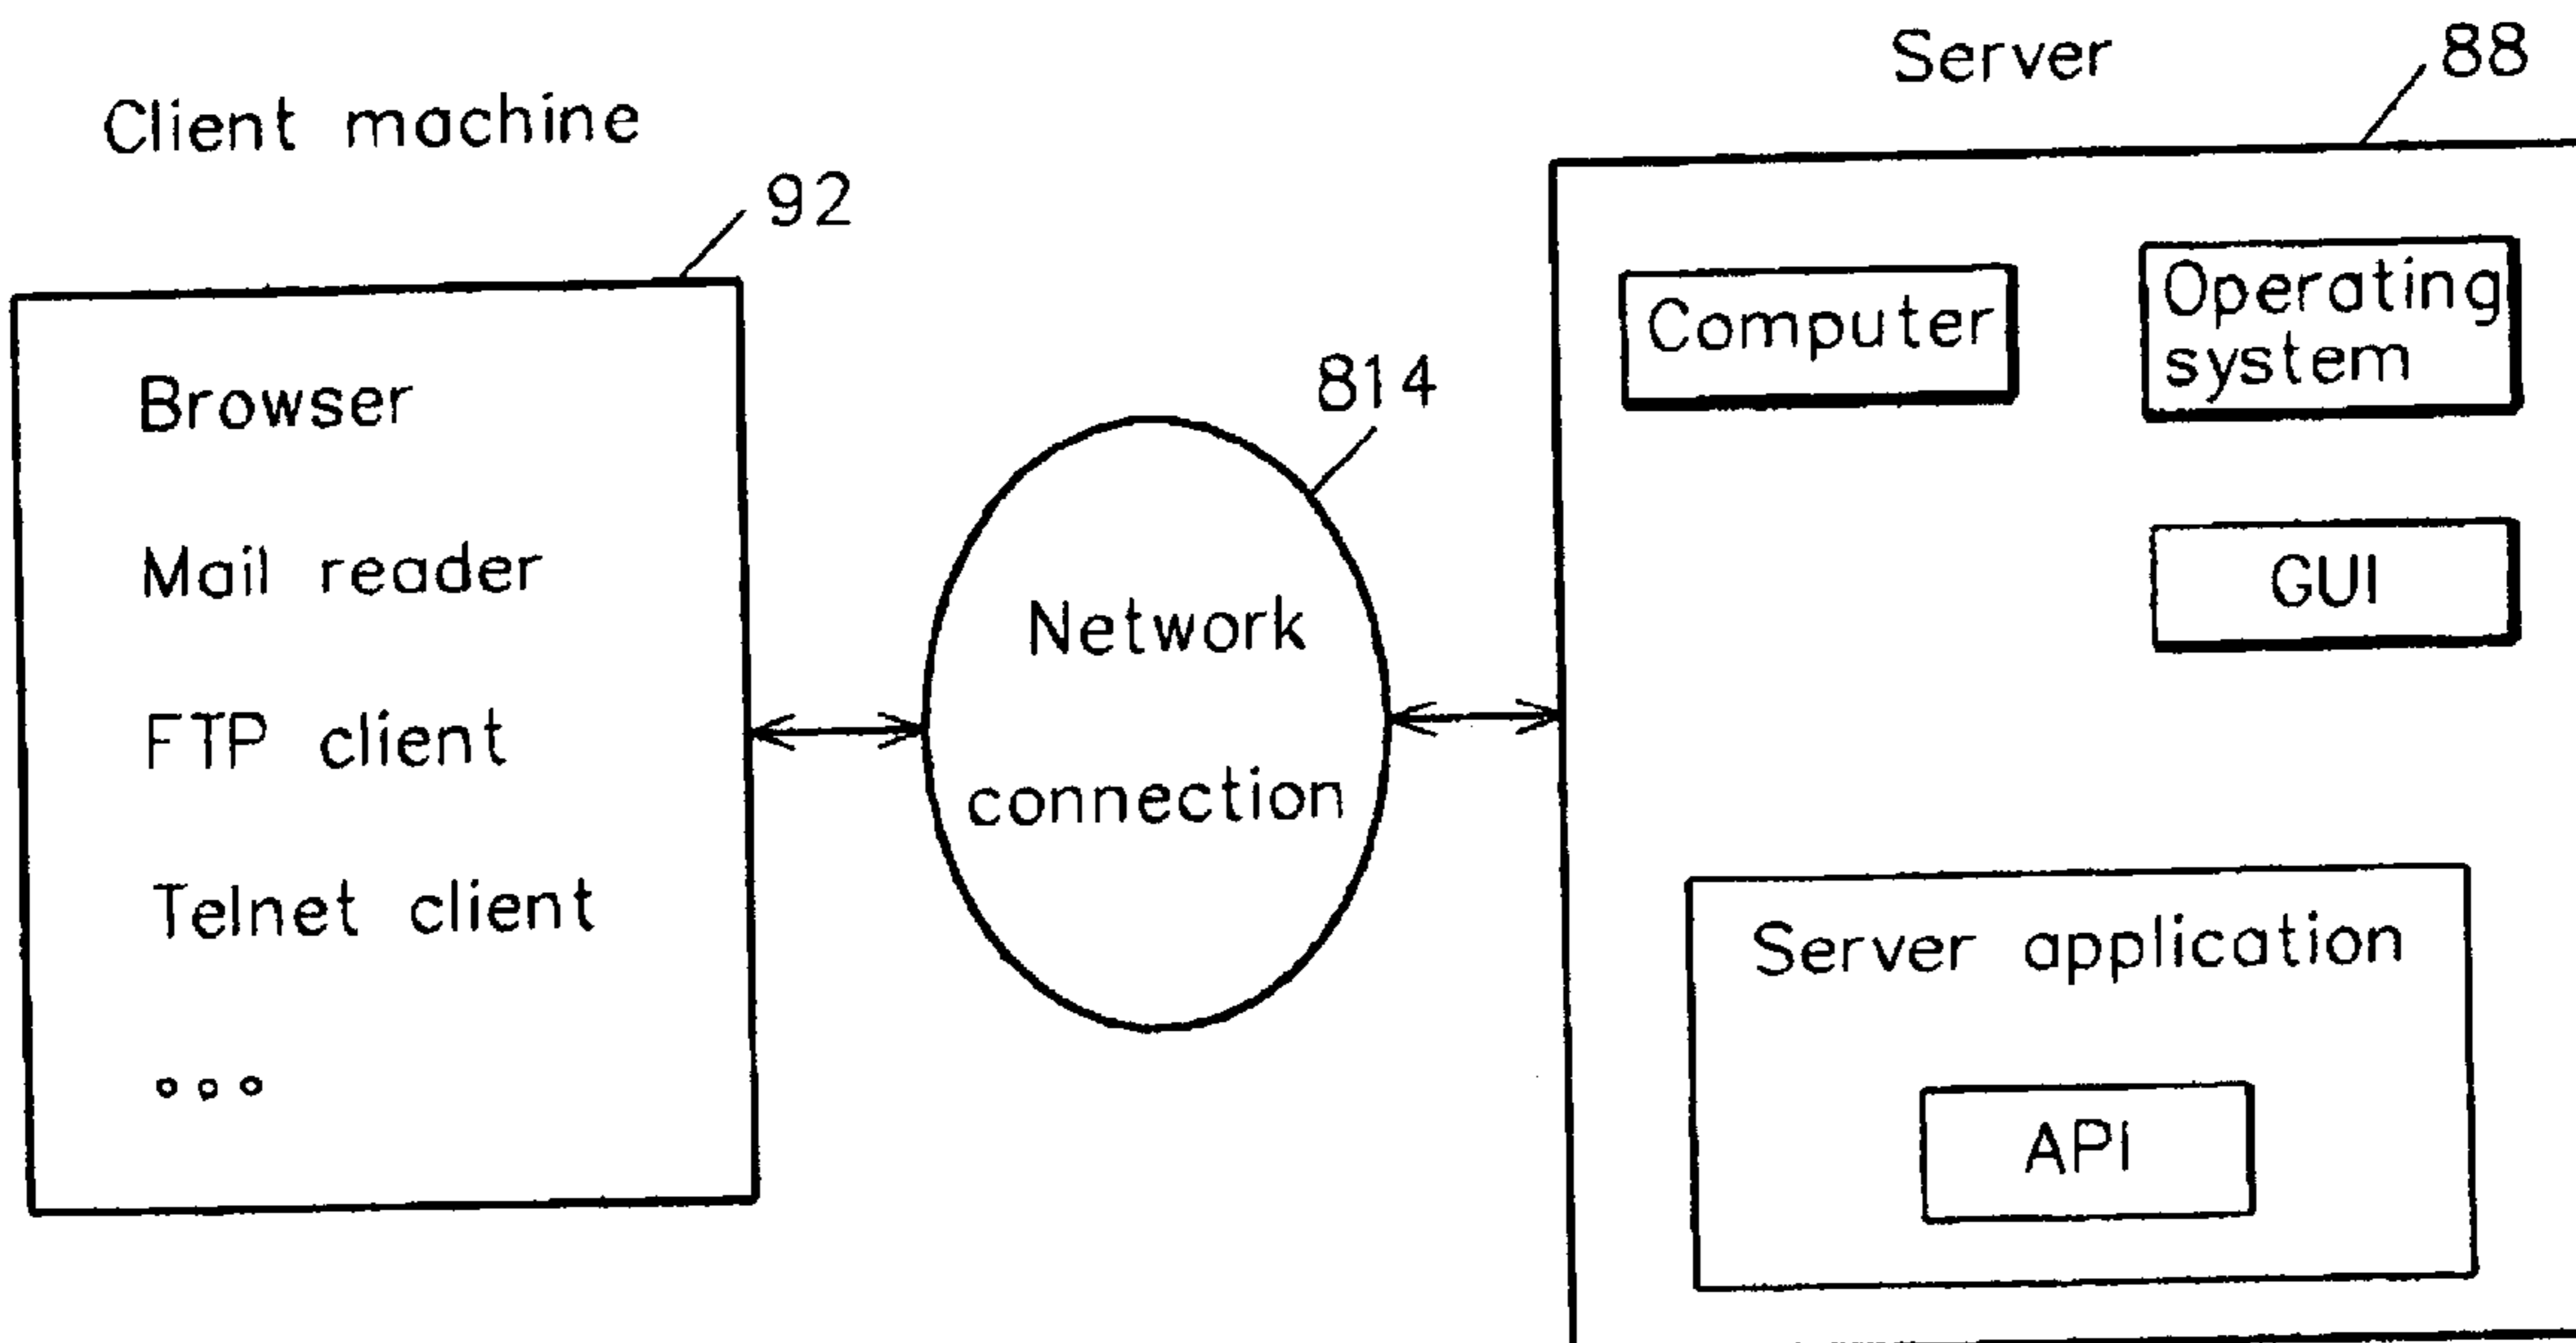 Client machine
92
Browser
Mail reader
FTP client
Telnet client
814
Network
connection
Server
88
Computer
Operating
system
GUI
Server application
API